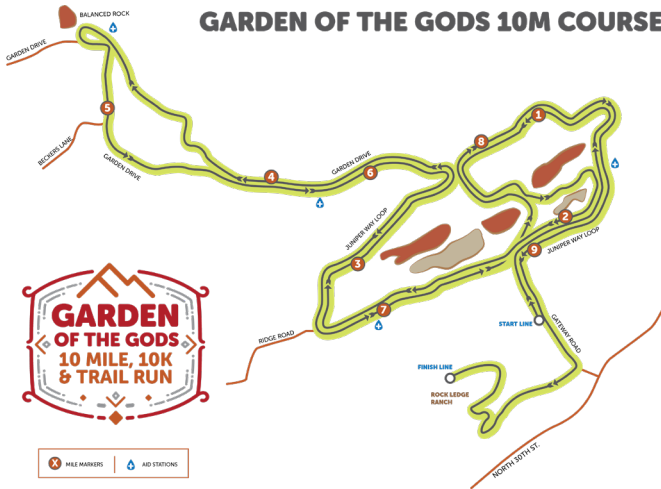 GARDEN OF THE GODS 10M COURSE
BALANCED ROCK
GARDEN DRIVE
BECKERS LANE
5
GARDEN DRIVE
4
GARDEN DRIVE
6
8
1
2
9
JUNIPER WAY LOOP
JUNIPER WAY LOOP
3
7
RIDGE ROAD
START LINE
GATEWAY ROAD
FINISH LINE
ROCK LEDGE
RANCH
NORTH 30TH ST.
GARDEN
OF THE GODS
10 MILE, 10K
& TRAIL RUN
X MILE MARKERS
AID STATIONS